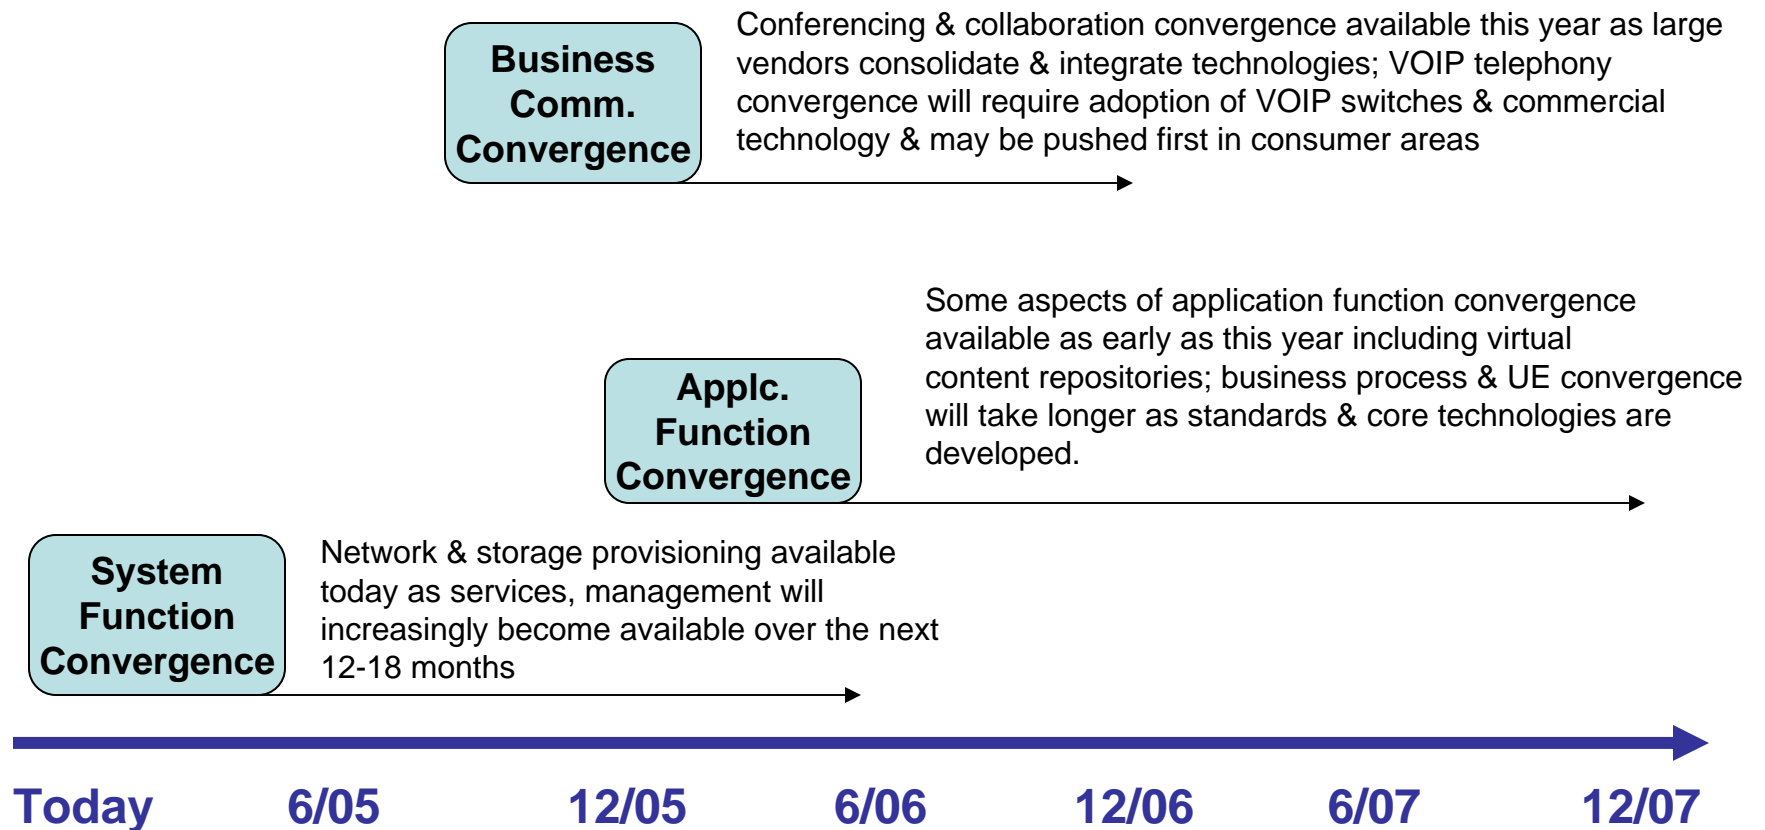 Business
Comm.
Convergence
Conferencing & collaboration convergence available this year as large
vendors consolidate & integrate technologies; VOIP telephony
convergence will require adoption of VOIP switches & commercial
technology & may be pushed first in consumer areas
Applc.
Function
Convergence
Some aspects of application function convergence
available as early as this year including virtual
content repositories; business process & UE convergence
will take longer as standards & core technologies are
developed.
System
Function
Convergence
Network & storage provisioning available
today as services, management will
increasingly become available over the next
12-18 months
Today 6/05 12/05 6/06 12/06 6/07 12/07